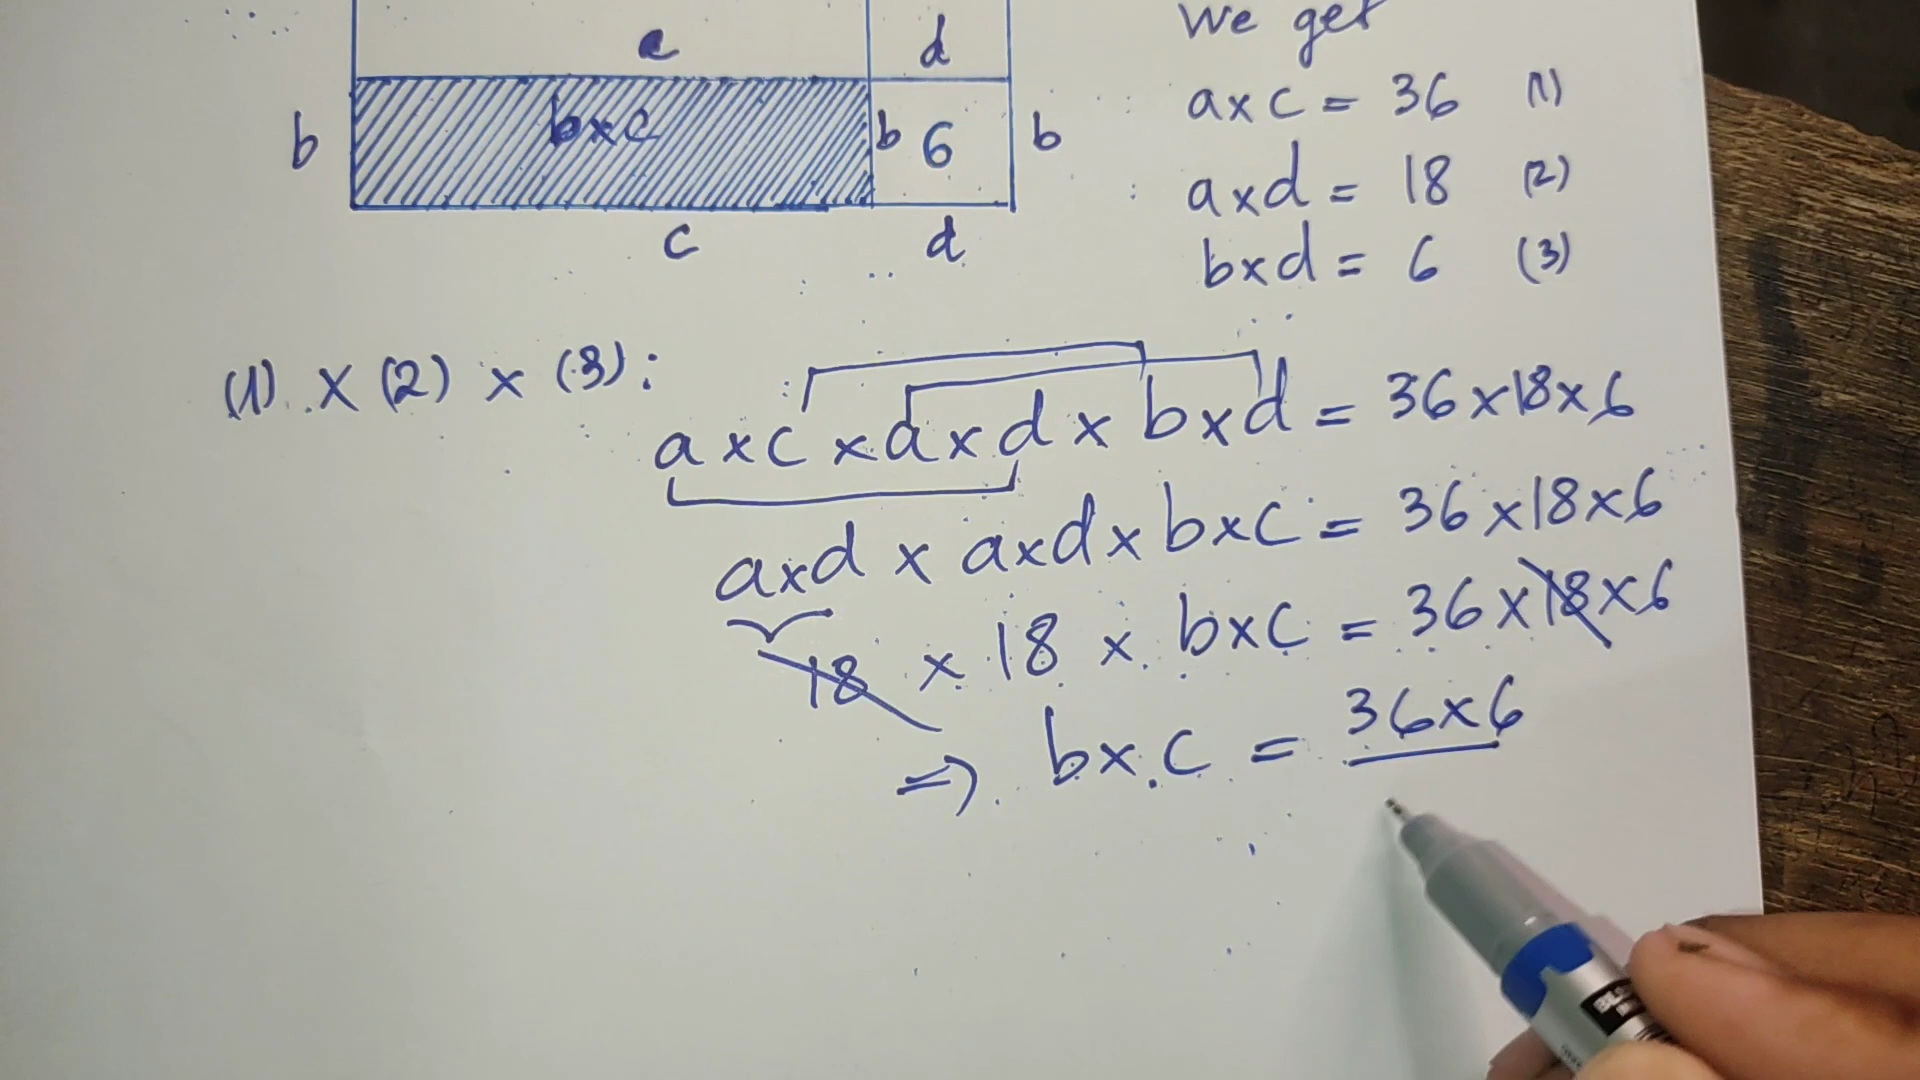 We get
c d
a x c = 36 (1)
b b x c b 6 b
a x d = 18 (2)
c d
b x d = 6 (3)
(1) x (2) x (3):
a x c x a x d x b x d = 36 x 18 x 6
a x d x a x d x b x c = 36 x 18 x 6
18 x 18 x b x c = 36 x 18 x 6
=> b x c = 36 x 6